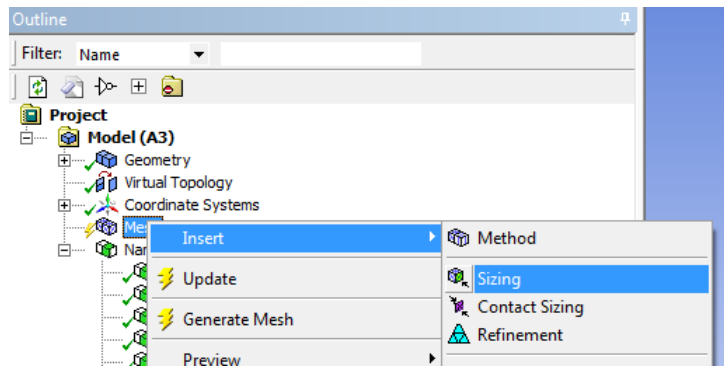 Outline
Filter: Name
Project
Model (A3)
Geometry
Virtual Topology
Coordinate Systems
Insert
Method
Update
Sizing
Contact Sizing
Generate Mesh
Refinement
Preview